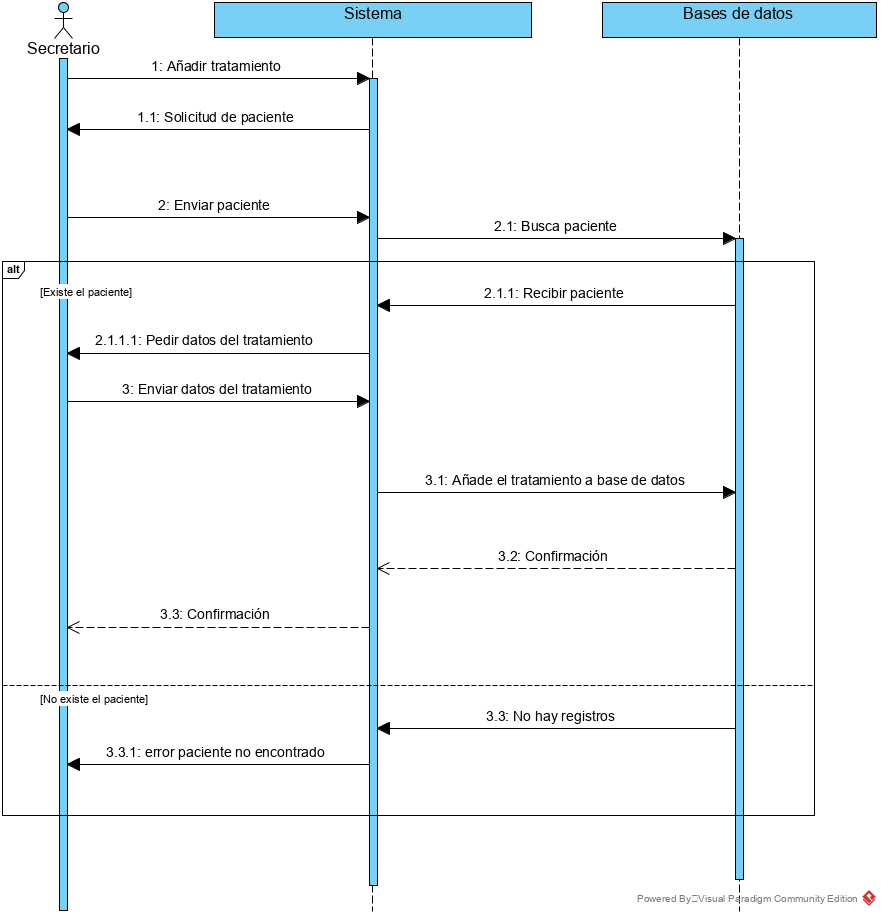 Secretario
Sistema
Bases de datos
1: Añadir tratamiento
1.1: Solicitud de paciente
2: Enviar paciente
2.1: Busca paciente
alt
[Existe el paciente]
2.1.1: Recibir paciente
2.1.1.1: Pedir datos del tratamiento
3: Enviar datos del tratamiento
3.1: Añade el tratamiento a base de datos
3.2: Confirmación
3.3: Confirmación
[No existe el paciente]
3.3: No hay registros
3.3.1: error paciente no encontrado
Powered By Visual Paradigm Community Edition